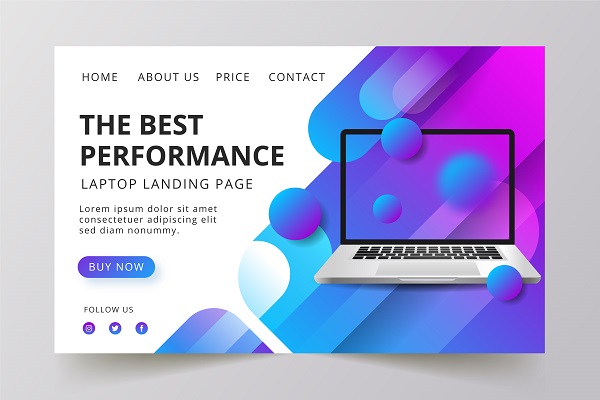 HOME ABOUT US PRICE CONTACT
THE BEST
PERFORMANCE
LAPTOP LANDING PAGE
Lorem ipsum dolor sit amet
consectetuer adipiscing elit
diam nonummy.
BUY NOW
FOLLOW US